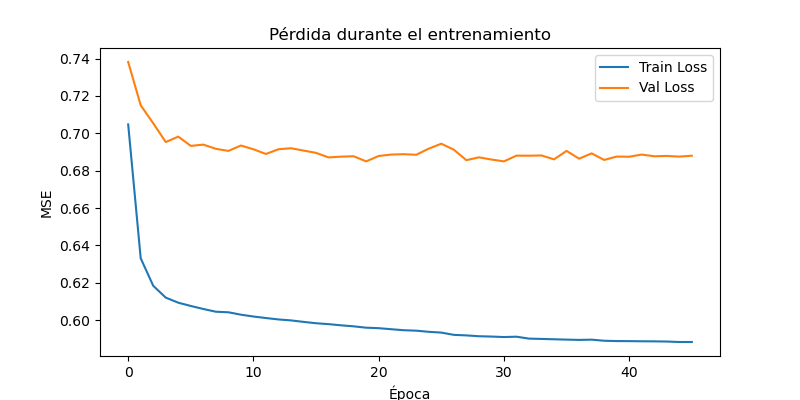 Pérdida durante el entrenamiento
Train Loss
Val Loss
MSE
0.74
0.72
0.70
0.68
0.66
0.64
0.62
0.60
0
10
20
30
40
Época